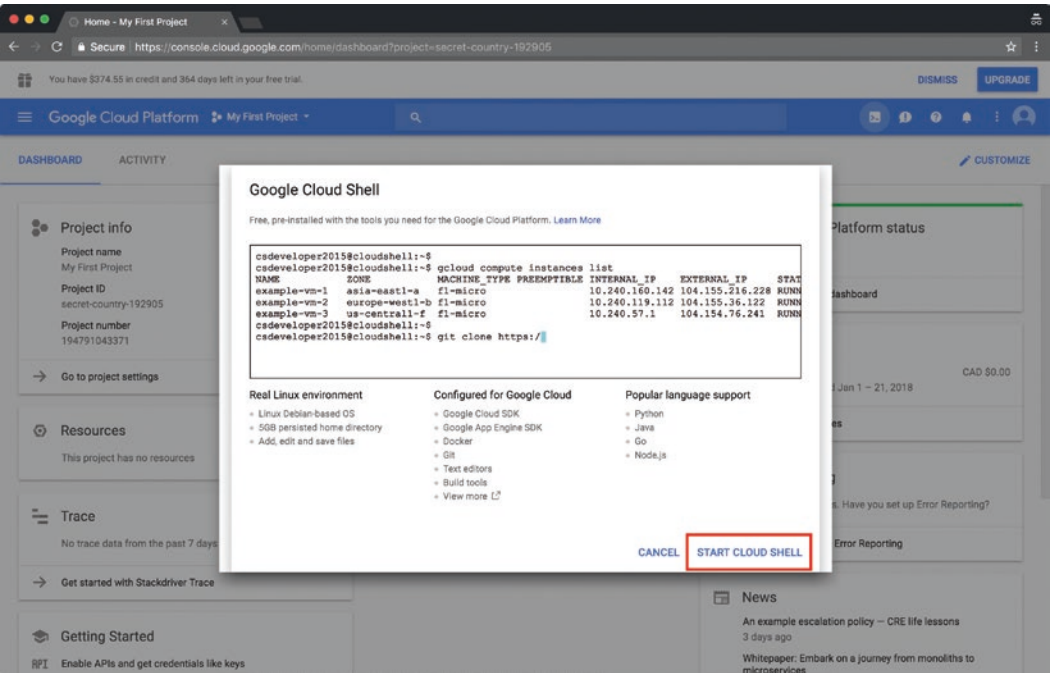 Home - My First Project
Secure https://console.cloud.google.com/home/dashboard?project=secret-country-192905
You have $374.55 in credit and 364 days left in your free trial.
DISMISS
UPGRADE
Google Cloud Platform
My First Project
DASHBOARD
ACTIVITY
CUSTOMIZE
Google Cloud Shell
Free, pre-installed with the tools you need for the Google Cloud Platform. Learn More
csdeveloper2015@cloudshell:~$
csdeveloper2015@cloudshell:~$ gcloud compute instances list
NAME ZONE MACHINE_TYPE PREEMPTIBLE INTERNAL_IP EXTERNAL_IP STAT
example-vm-1 asia-east1-a f1-micro 10.240.160.142 104.155.216.228 RUNN
example-vm-2 europe-west1-b f1-micro 10.240.119.112 104.155.36.122 RUNN
example-vm-3 us-central1-f f1-micro 10.240.57.1 104.154.76.241 RUNN
csdeveloper2015@cloudshell:~$
csdeveloper2015@cloudshell:~$ git clone https:/
Real Linux environment
Linux Debian-based OS
5GB persisted home directory
Add, edit and save files
Configured for Google Cloud
Google Cloud SDK
Google App Engine SDK
Docker
Git
Text editors
Build tools
View more
Popular language support
Python
Java
Go
Node.js
CANCEL
START CLOUD SHELL
Project info
Project name
My First Project
Project ID
secret-country-192905
Project number
194791043371
Go to project settings
Resources
This project has no resources
Trace
No trace data from the past 7 days
Get started with Stackdriver Trace
Getting Started
API Enable APIs and get credentials like keys
Platform status
dashboard
CAD $0.00
Jan 1 – 21, 2018
es
g
s. Have you set up Error Reporting?
Error Reporting
News
An example escalation policy — CRE life lessons
3 days ago
Whitepaper: Embark on a journey from monoliths to
microservices